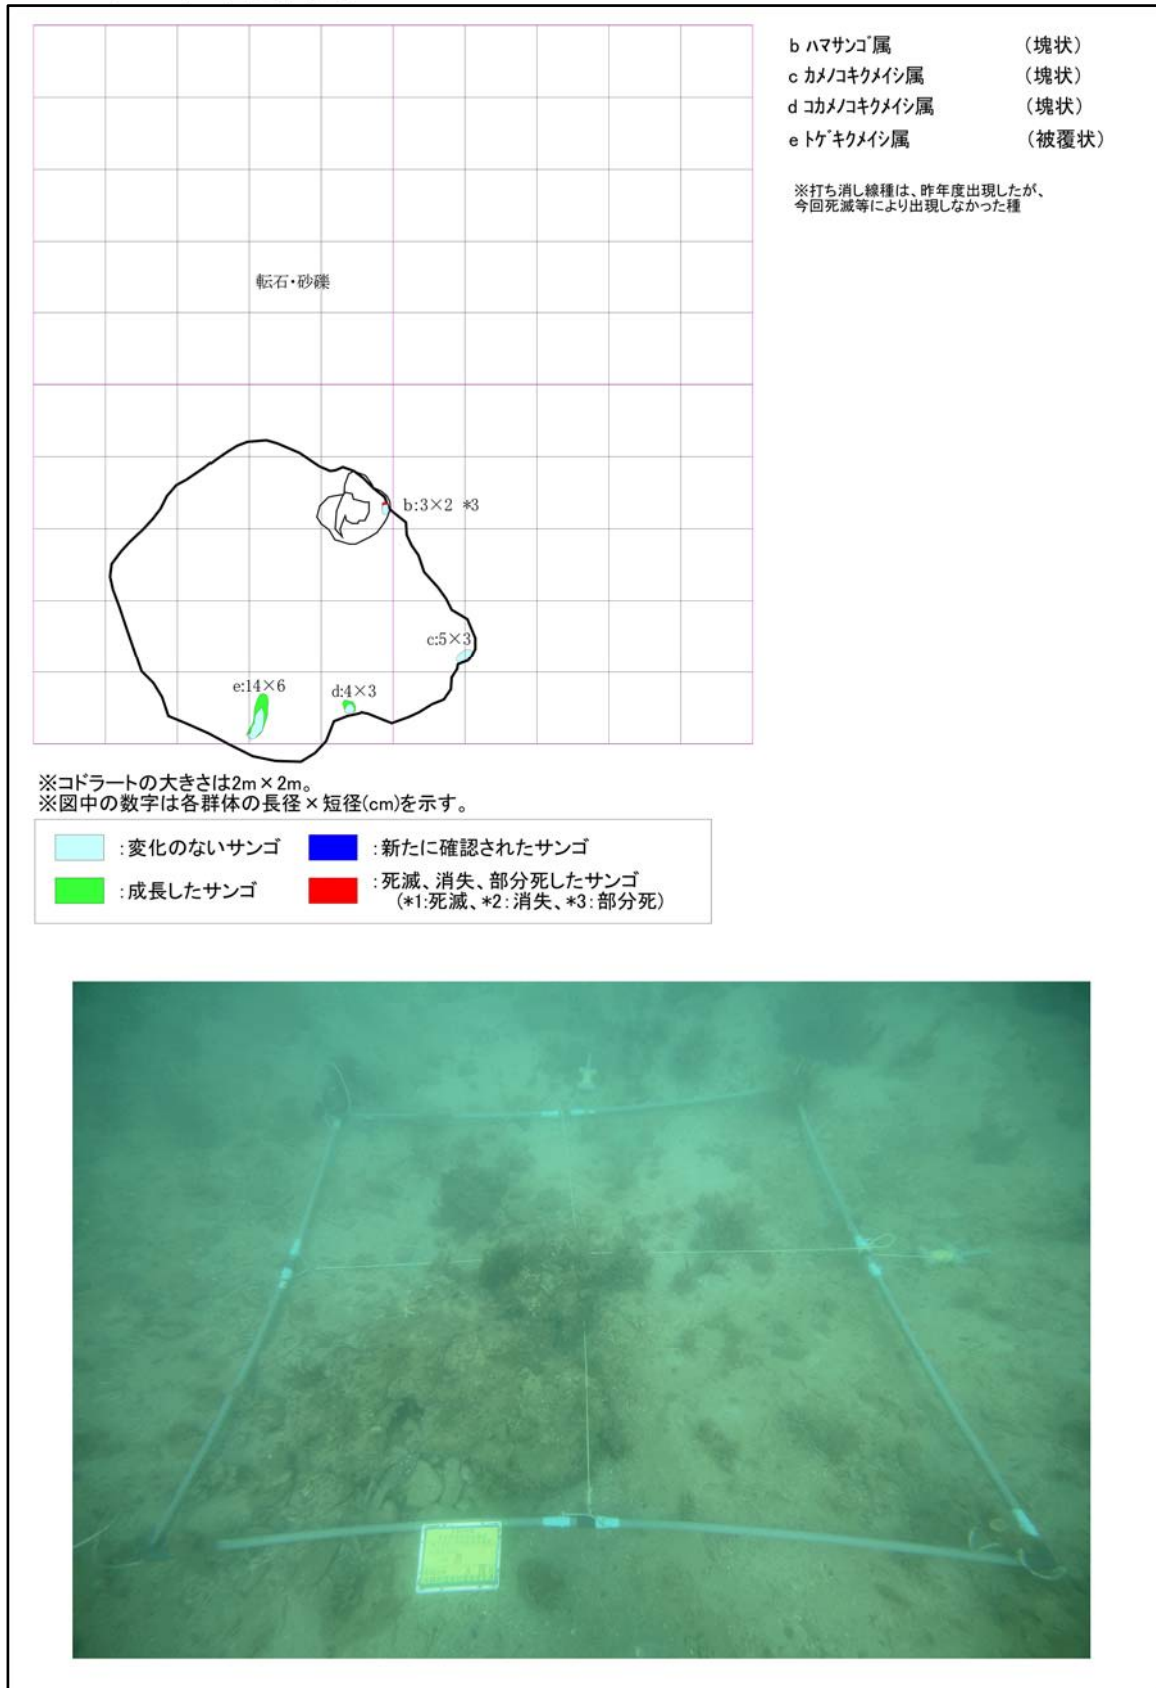 b ﾊﾏｻﾝｺﾞ属 （塊状）
c ｶﾒﾉｺｷｸﾒｲｼ属 （塊状）
d ｺｶﾒﾉｺｷｸﾒｲｼ属 （塊状）
e ﾄｹﾞｷｸﾒｲｼ属 （被覆状）
※打ち消し線種は、昨年度出現したが、
今回死滅等により出現しなかった種
転石・砂礫
b:3×2 *3
c:5×3
e:14×6
d:4×3
※コドラートの大きさは2m×2m。
※図中の数字は各群体の長径×短径(cm)を示す。
：変化のないサンゴ
：新たに確認されたサンゴ
：成長したサンゴ
：死滅、消失、部分死したサンゴ
(*1:死滅、*2：消失、*3：部分死)